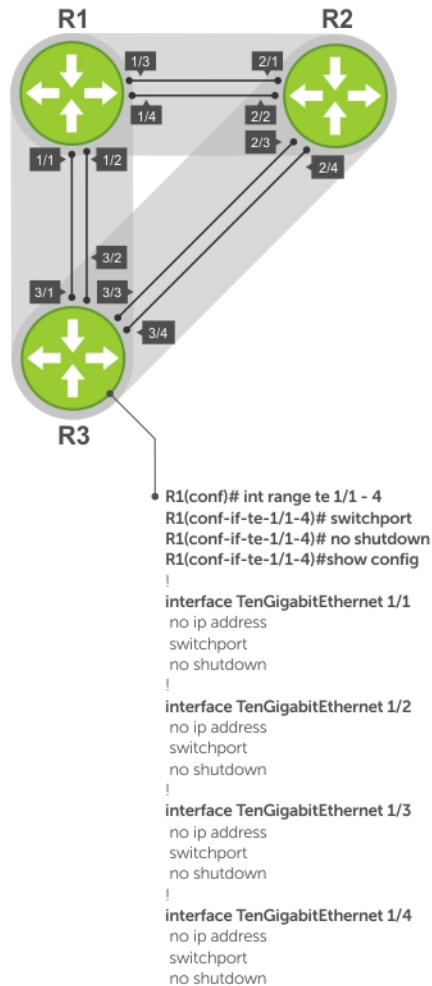 R1
R2
1/3
2/1
1/4
2/2
2/3
1/1
1/2
2/4
3/2
3/1
3/3
3/4
R3
R1(conf)# int range te 1/1 - 4
R1(conf-if-te-1/1-4)# switchport
R1(conf-if-te-1/1-4)# no shutdown
R1(conf-if-te-1/1-4)#show config
!
interface TenGigabitEthernet 1/1
no ip address
switchport
no shutdown
!
interface TenGigabitEthernet 1/2
no ip address
switchport
no shutdown
!
interface TenGigabitEthernet 1/3
no ip address
switchport
no shutdown
!
interface TenGigabitEthernet 1/4
no ip address
switchport
no shutdown